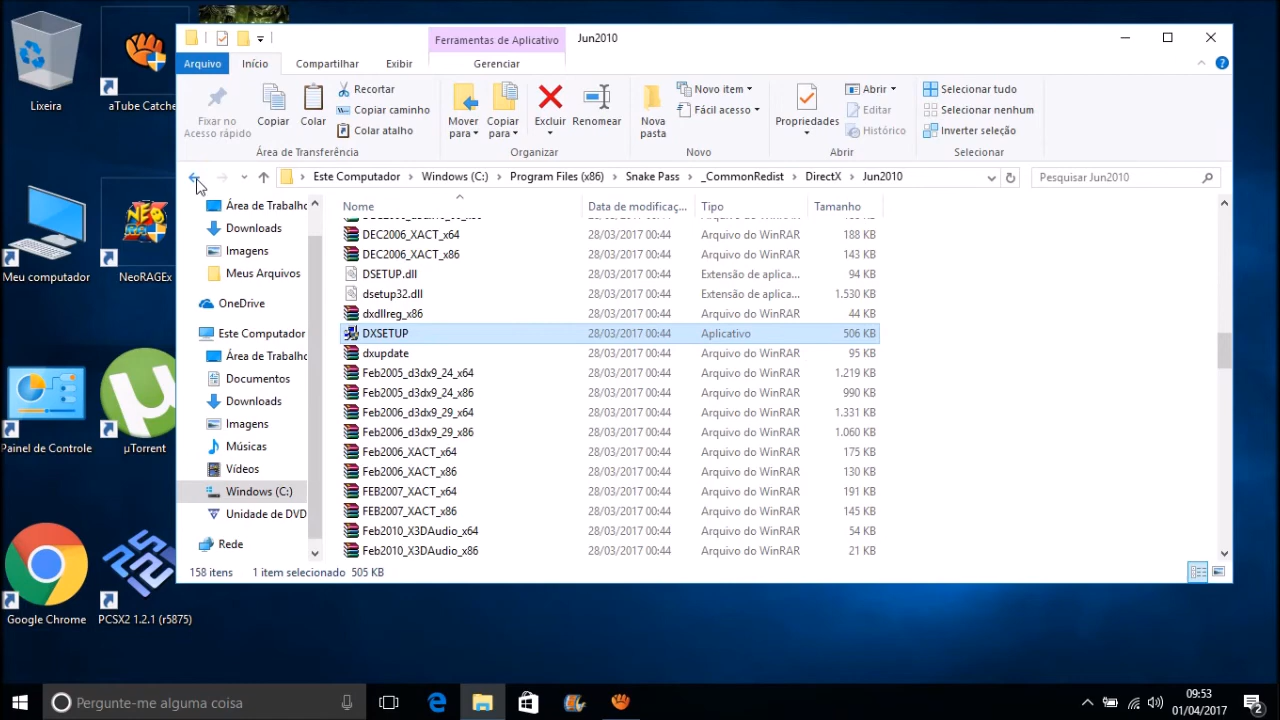 Lixeira
aTube Catche
Meu computador
NeoRAGEx
Painel de Controle
µTorrent
Google Chrome
PCSX2 1.2.1 (r5875)
Ferramentas de Aplicativo
Jun2010
Arquivo
Início
Compartilhar
Exibir
Gerenciar
Fixar no
Acesso rápido
Copiar
Colar
Recortar
Copiar caminho
Colar atalho
Área de Transferência
Mover
para
Copiar
para
Excluir
Renomear
Organizar
Nova
pasta
Novo item
Fácil acesso
Novo
Propriedades
Abrir
Editar
Histórico
Abrir
Selecionar tudo
Selecionar nenhum
Inverter seleção
Selecionar
Este Computador
Windows (C:)
Program Files (x86)
Snake Pass
_CommonRedist
DirectX
Jun2010
Pesquisar Jun2010
Área de Trabalho
Downloads
Imagens
Meus Arquivos
OneDrive
Este Computador
Área de Trabalho
Documentos
Downloads
Imagens
Músicas
Vídeos
Windows (C:)
Unidade de DVD
Rede
Nome Data de modificaç... Tipo Tamanho
DEC2006_XACT_x64 28/03/2017 00:44 Arquivo do WinRAR 188 KB
DEC2006_XACT_x86 28/03/2017 00:44 Arquivo do WinRAR 143 KB
DSETUP.dll 28/03/2017 00:44 Extensão de aplica... 94 KB
dsetup32.dll 28/03/2017 00:44 Extensão de aplica... 1.530 KB
dxdllreg_x86 28/03/2017 00:44 Arquivo do WinRAR 44 KB
DXSETUP 28/03/2017 00:44 Aplicativo 506 KB
dxupdate 28/03/2017 00:44 Arquivo do WinRAR 95 KB
Feb2005_d3dx9_24_x64 28/03/2017 00:44 Arquivo do WinRAR 1.219 KB
Feb2005_d3dx9_24_x86 28/03/2017 00:44 Arquivo do WinRAR 990 KB
Feb2006_d3dx9_29_x64 28/03/2017 00:44 Arquivo do WinRAR 1.331 KB
Feb2006_d3dx9_29_x86 28/03/2017 00:44 Arquivo do WinRAR 1.060 KB
Feb2006_XACT_x64 28/03/2017 00:44 Arquivo do WinRAR 175 KB
Feb2006_XACT_x86 28/03/2017 00:44 Arquivo do WinRAR 130 KB
FEB2007_XACT_x64 28/03/2017 00:44 Arquivo do WinRAR 191 KB
FEB2007_XACT_x86 28/03/2017 00:44 Arquivo do WinRAR 145 KB
Feb2010_X3DAudio_x64 28/03/2017 00:44 Arquivo do WinRAR 54 KB
Feb2010_X3DAudio_x86 28/03/2017 00:44 Arquivo do WinRAR 21 KB
158 itens 1 item selecionado 505 KB
Pergunte-me alguma coisa
09:53
01/04/2017
2